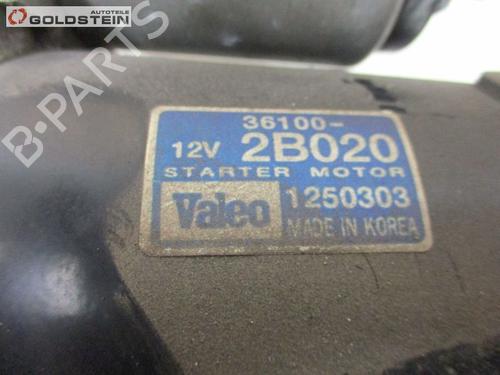 AUTOTEILE
GOLDSTEIN
B-PARTS
36100-
12V 2B020
STARTER MOTOR
Valeo 1250303
MADE IN KOREA